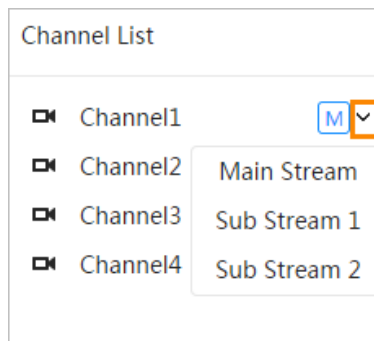 Channel List
Channel1 M
Channel2 Main Stream
Channel3 Sub Stream 1
Channel4 Sub Stream 2